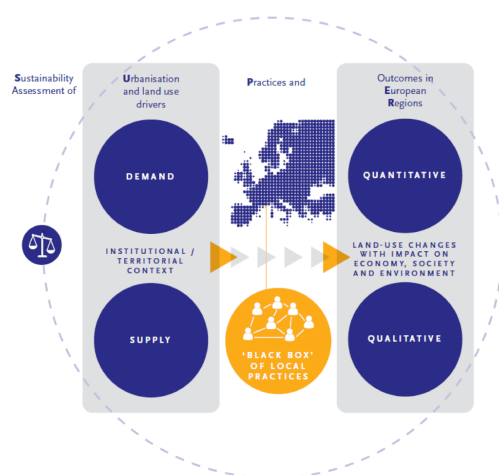 Sustainability
Assessment of
Urbanisation
and land use
drivers
Practices and
Outcomes in
European
Regions
DEMAND
INSTITUTIONAL /
TERRITORIAL
CONTEXT
SUPPLY
'BLACK BOX'
OF LOCAL
PRACTICES
QUANTITATIVE
LAND-USE CHANGES
WITH IMPACT ON
ECONOMY, SOCIETY
AND ENVIRONMENT
QUALITATIVE